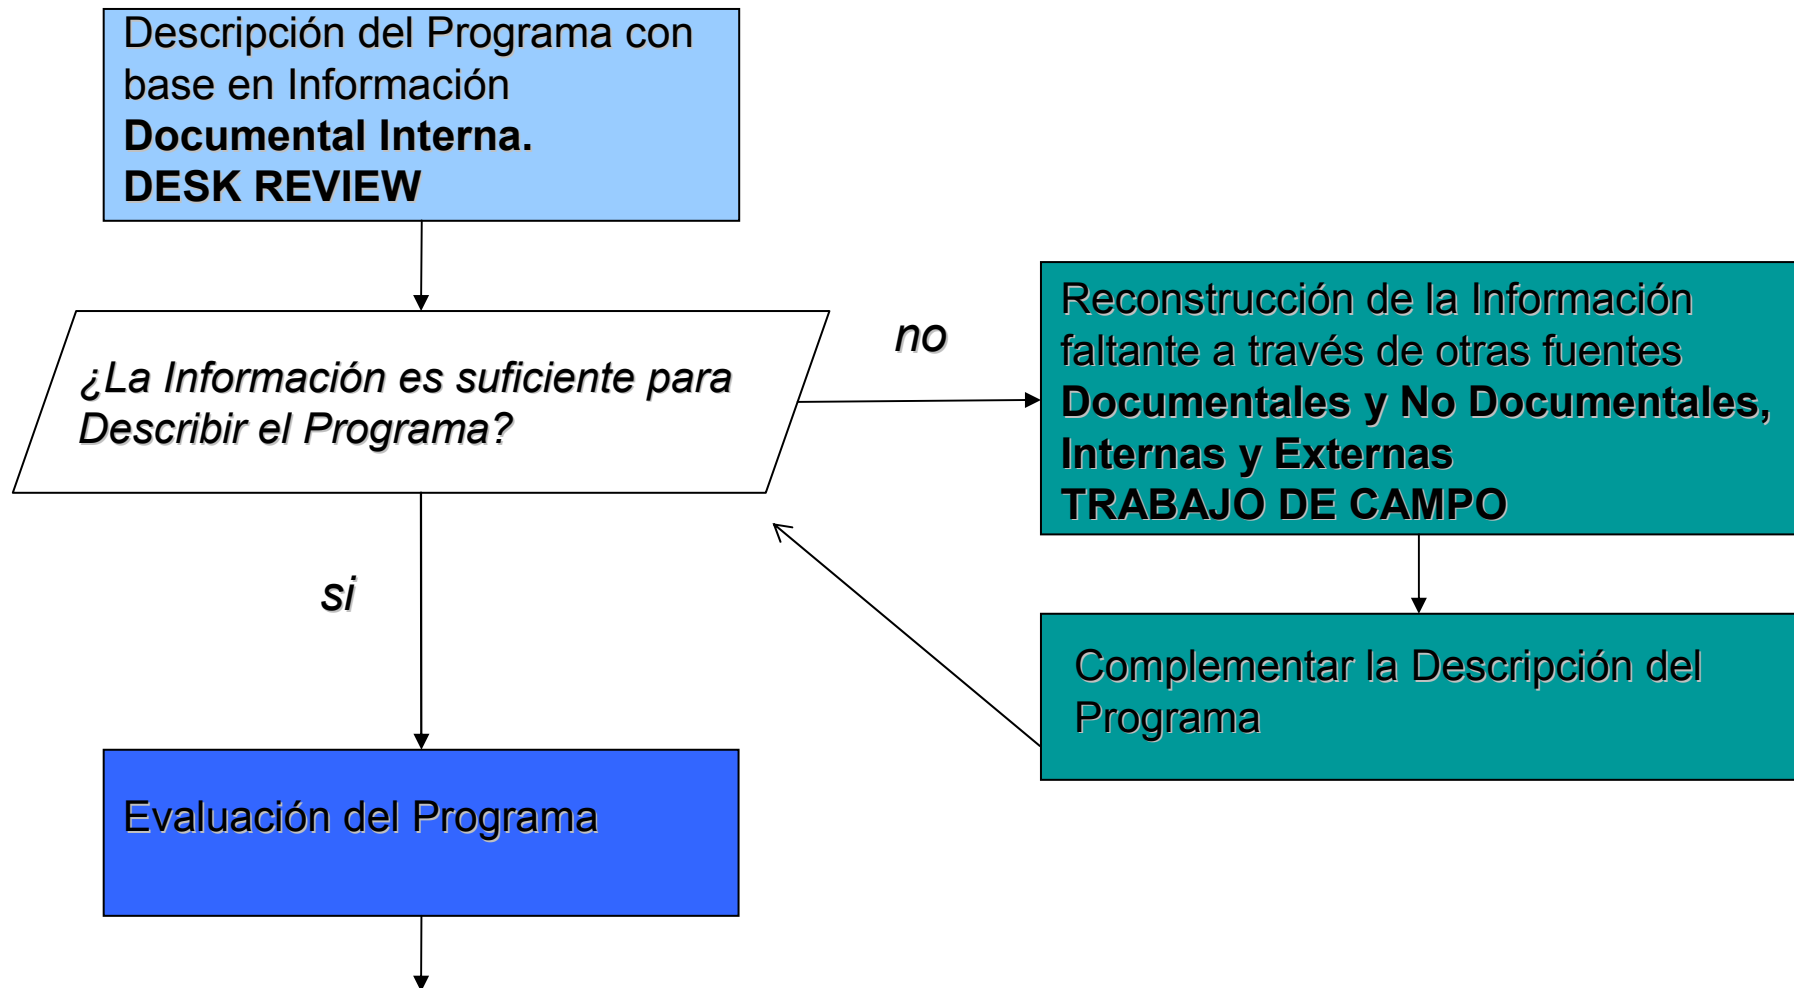 Descripción del Programa con
base en Información
Documental Interna.
DESK REVIEW
¿La Información es suficiente para
Describir el Programa?
no
Reconstrucción de la Información
faltante a través de otras fuentes
Documentales y No Documentales,
Internas y Externas
TRABAJO DE CAMPO
si
Complementar la Descripción del
Programa
Evaluación del Programa